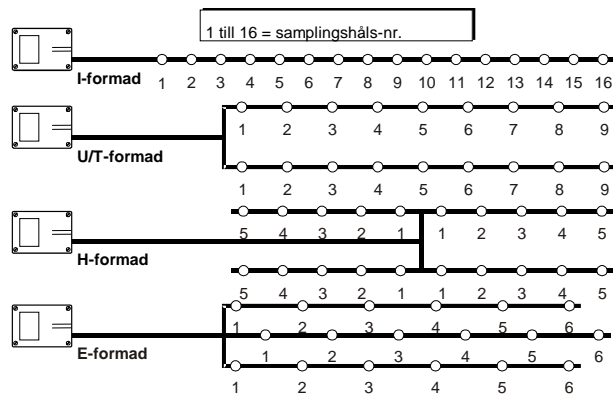 1 till 16 = samplingshåls-nr.
I-formad
1 2 3 4 5 6 7 8 9 10 11 12 13 14 15 16
1 2 3 4 5 6 7 8 9
U/T-formad
1 2 3 4 5 6 7 8 9
5 4 3 2 1 1 2 3 4 5
H-formad
5 4 3 2 1 1 2 3 4 5
1 2 3 4 5 6
E-formad
1 2 3 4 5 6
1 2 3 4 5 6